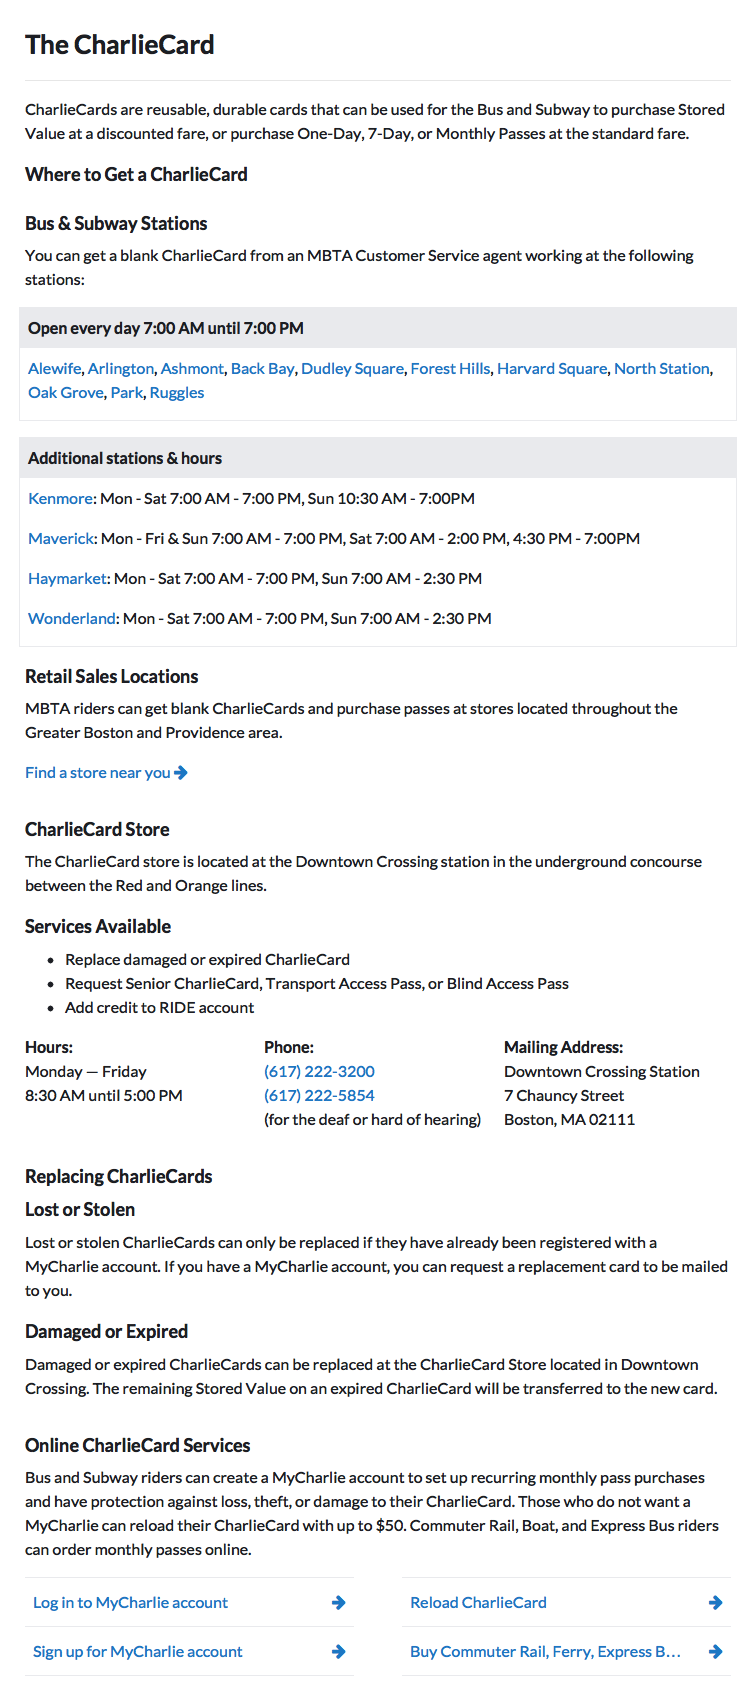 The CharlieCard
CharlieCards are reusable, durable cards that can be used for the Bus and Subway to purchase Stored
Value at a discounted fare, or purchase One-Day, 7-Day, or Monthly Passes at the standard fare.
Where to Get a CharlieCard
Bus & Subway Stations
You can get a blank CharlieCard from an MBTA Customer Service agent working at the following
stations:
Open every day 7:00 AM until 7:00 PM
Alewife, Arlington, Ashmont, Back Bay, Dudley Square, Forest Hills, Harvard Square, North Station,
Oak Grove, Park, Ruggles
Additional stations & hours
Kenmore: Mon - Sat 7:00 AM - 7:00 PM, Sun 10:30 AM - 7:00PM
Maverick: Mon - Fri & Sun 7:00 AM - 7:00 PM, Sat 7:00 AM - 2:00 PM, 4:30 PM - 7:00PM
Haymarket: Mon - Sat 7:00 AM - 7:00 PM, Sun 7:00 AM - 2:30 PM
Wonderland: Mon - Sat 7:00 AM - 7:00 PM, Sun 7:00 AM - 2:30 PM
Retail Sales Locations
MBTA riders can get blank CharlieCards and purchase passes at stores located throughout the
Greater Boston and Providence area.
Find a store near you
CharlieCard Store
The CharlieCard store is located at the Downtown Crossing station in the underground concourse
between the Red and Orange lines.
Services Available
• Replace damaged or expired CharlieCard
• Request Senior CharlieCard, Transport Access Pass, or Blind Access Pass
• Add credit to RIDE account
Hours:
Monday — Friday
8:30 AM until 5:00 PM
Phone:
(617) 222-3200
(617) 222-5854
(for the deaf or hard of hearing)
Mailing Address:
Downtown Crossing Station
7 Chauncy Street
Boston, MA 02111
Replacing CharlieCards
Lost or Stolen
Lost or stolen CharlieCards can only be replaced if they have already been registered with a
MyCharlie account. If you have a MyCharlie account, you can request a replacement card to be mailed
to you.
Damaged or Expired
Damaged or expired CharlieCards can be replaced at the CharlieCard Store located in Downtown
Crossing. The remaining Stored Value on an expired CharlieCard will be transferred to the new card.
Online CharlieCard Services
Bus and Subway riders can create a MyCharlie account to set up recurring monthly pass purchases
and have protection against loss, theft, or damage to their CharlieCard. Those who do not want a
MyCharlie can reload their CharlieCard with up to $50. Commuter Rail, Boat, and Express Bus riders
can order monthly passes online.
Log in to MyCharlie account
Reload CharlieCard
Sign up for MyCharlie account
Buy Commuter Rail, Ferry, Express B...